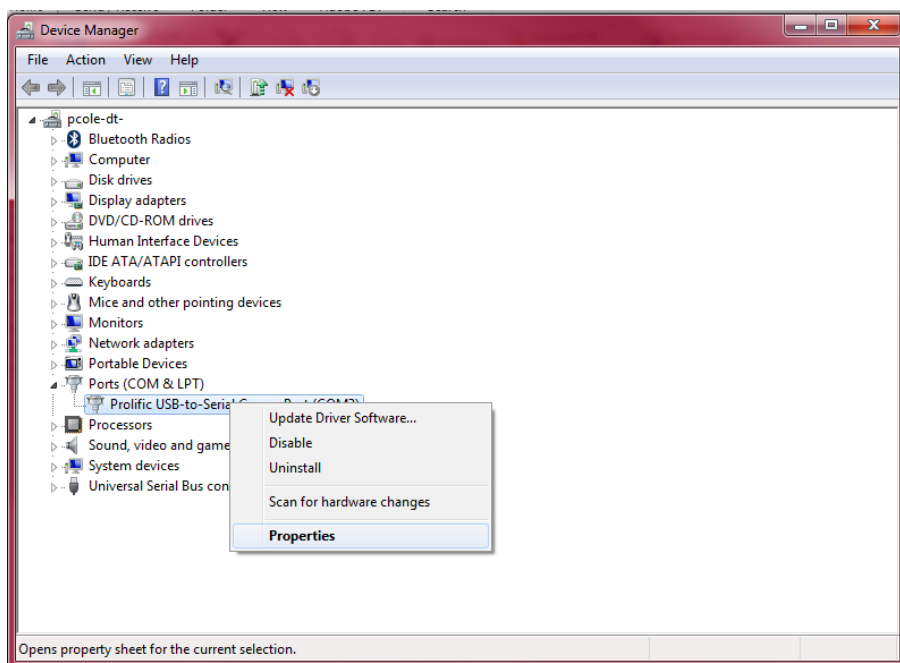 Device Manager
File Action View Help
pcole-dt-
Bluetooth Radios
Computer
Disk drives
Display adapters
DVD/CD-ROM drives
Human Interface Devices
IDE ATA/ATAPI controllers
Keyboards
Mice and other pointing devices
Monitors
Network adapters
Portable Devices
Ports (COM & LPT)
Prolific USB-to-Serial
Update Driver Software...
Processors
Disable
Sound, video and game
Uninstall
System devices
Universal Serial Bus con
Scan for hardware changes
Properties
Opens property sheet for the current selection.